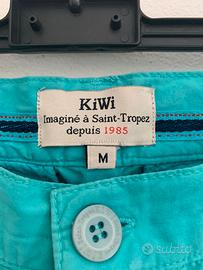 KiWi
Imaginé à Saint-Tropez
depuis 1985
M
subito